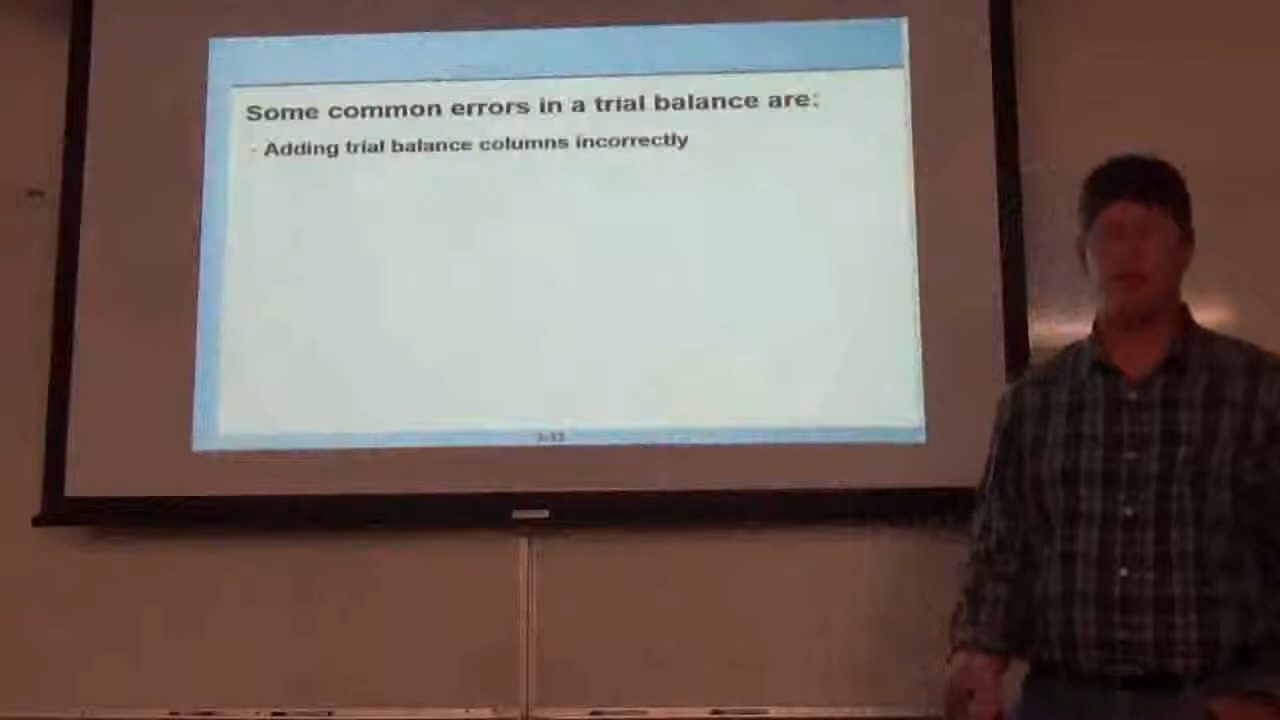 Some common errors in a trial balance are:
- Adding trial balance columns incorrectly